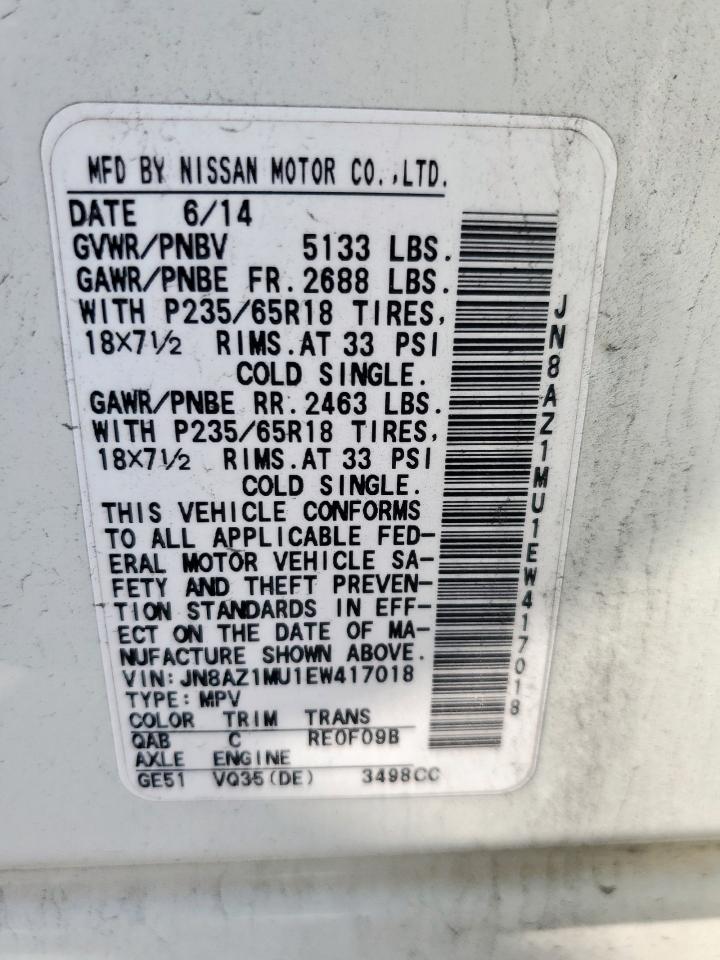 MFD BY NISSAN MOTOR CO.,LTD.
DATE 6/14
GVWR/PNBV 5133 LBS.
GAWR/PNBE FR.2688 LBS.
WITH P235/65R18 TIRES,
18X7½ RIMS.AT 33 PSI
COLD SINGLE.
GAWR/PNBE RR.2463 LBS.
WITH P235/65R18 TIRES,
18X7½ RIMS.AT 33 PSI
COLD SINGLE.
THIS VEHICLE CONFORMS
TO ALL APPLICABLE FED-
ERAL MOTOR VEHICLE SA-
FETY AND THEFT PREVEN-
TION STANDARDS IN EFF-
ECT ON THE DATE OF MA-
NUFACTURE SHOWN ABOVE.
VIN:JN8AZ1MU1EW417018
TYPE:MPV
COLOR TRIM TRANS
QAB C RE0F09B
AXLE ENGINE
GE51 VQ35(DE) 3498CC
JN8AZ1MU1EW417018